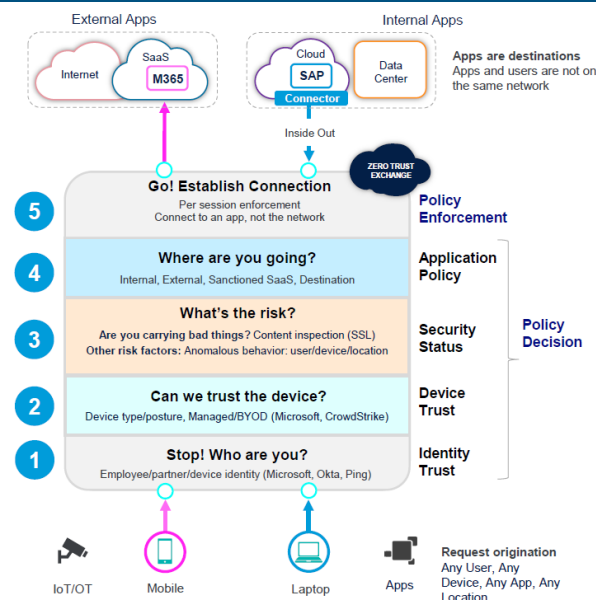 External Apps
Internal Apps
Internet
SaaS
M365
Cloud
SAP
Connector
Data
Center
Apps are destinations
Apps and users are not on
the same network
Inside Out
ZERO TRUST
EXCHANGE
5
Go! Establish Connection
Per session enforcement
Connect to an app, not the network
Policy
Enforcement
4
Where are you going?
Internal, External, Sanctioned SaaS, Destination
Application
Policy
3
What's the risk?
Are you carrying bad things? Content inspection (SSL)
Other risk factors: Anomalous behavior: user/device/location
Security
Status
Policy
Decision
2
Can we trust the device?
Device type/posture, Managed/BYOD (Microsoft, CrowdStrike)
Device
Trust
1
Stop! Who are you?
Employee/partner/device identity (Microsoft, Okta, Ping)
Identity
Trust
IoT/OT
Mobile
Laptop
Apps
Request origination
Any User, Any
Device, Any App, Any
Location